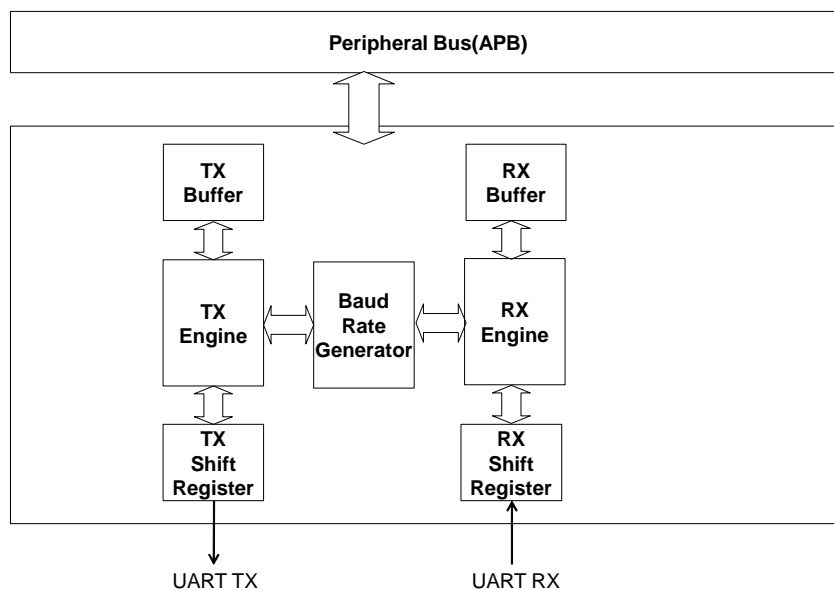 Peripheral Bus(APB)
TX
Buffer
RX
Buffer
TX
Engine
Baud
Rate
Generator
RX
Engine
TX
Shift
Register
RX
Shift
Register
UART TX
UART RX